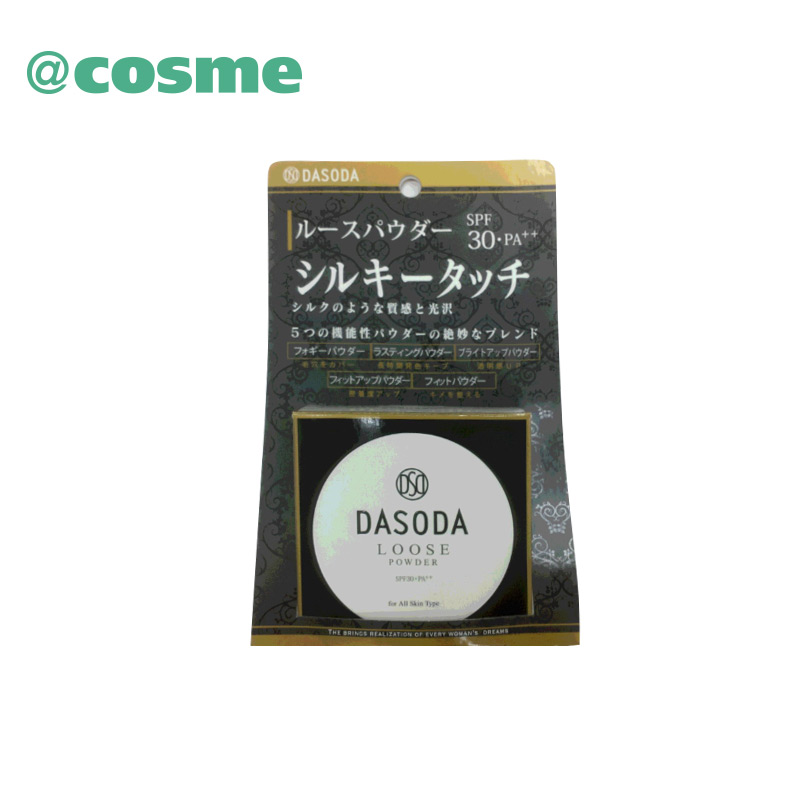 @cosme
DASODA
ルースパウダー SPF 30・PA++
シルキータッチ
シルクのような質感と光沢
5つの機能性パウダーの絶妙なブレンド
フォギーパウダー ラスティングパウダー ブライトアップパウダー
フィットアップパウダー フィットパウダー
DSD
DASODA
LOOSE
POWDER
SPF30・PA++
for All Skin Type
THE BRINGS REALIZATION OF EVERY WOMAN'S DREAMS